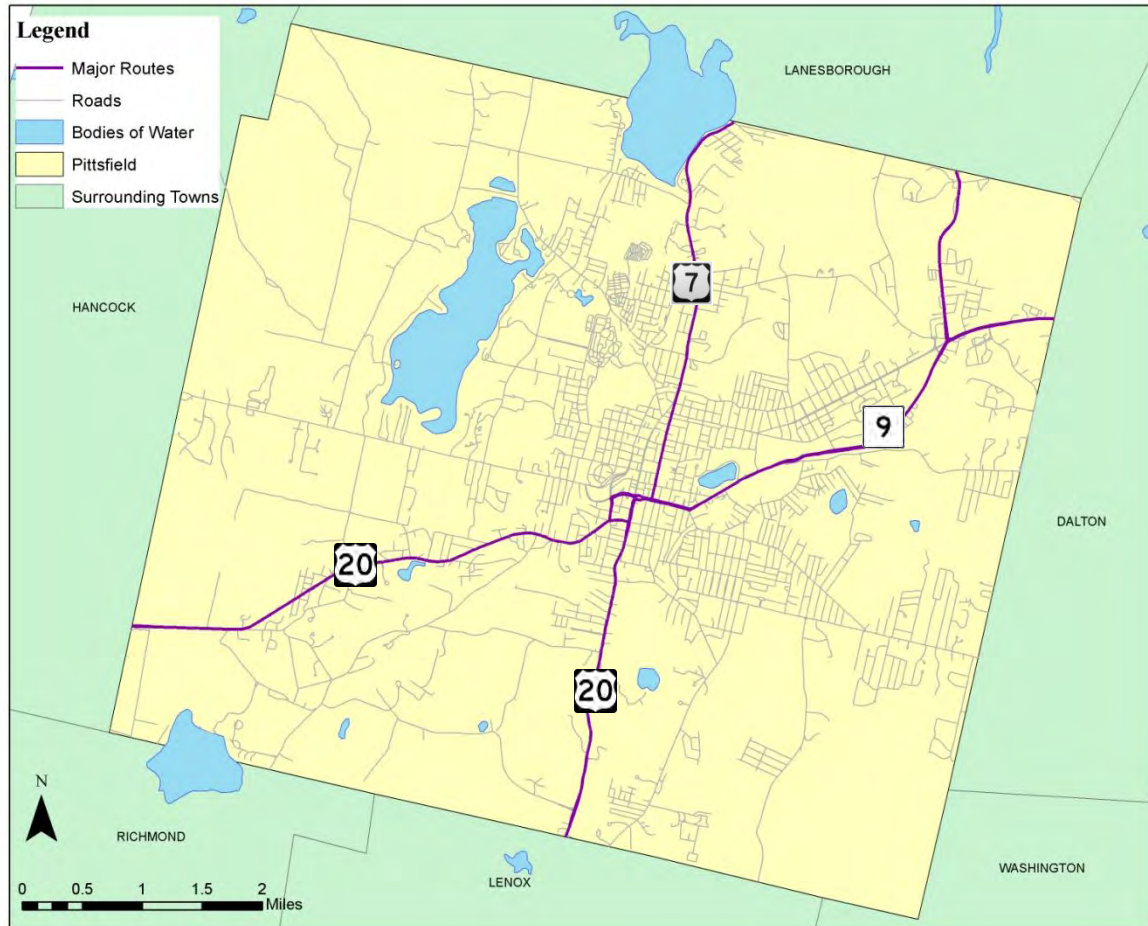 Legend
Major Routes
Roads
Bodies of Water
Pittsfield
Surrounding Towns
LANESBOROUGH
7
HANCOCK
9
DALTON
20
20
N
RICHMOND
LENOX
WASHINGTON
0 0.5 1 1.5 2
Miles